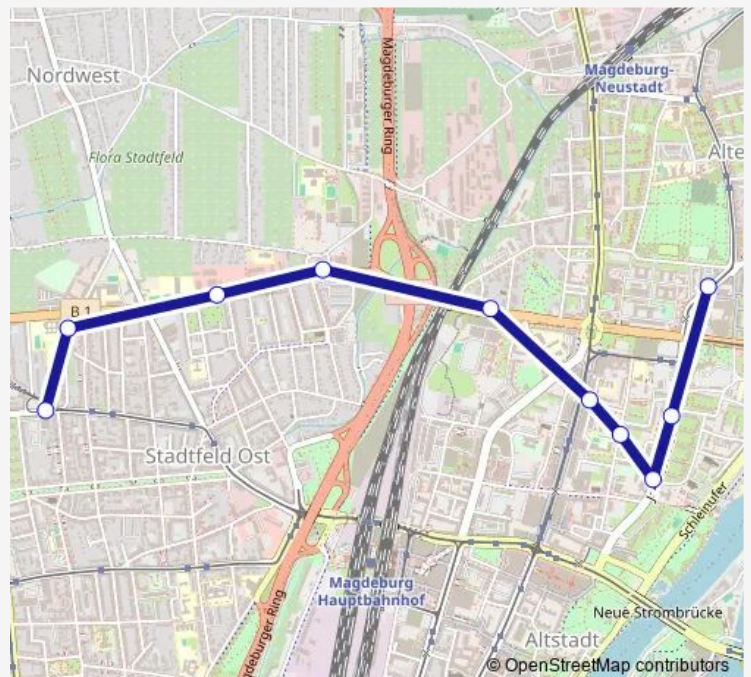 Nordwest
Magdeburger Ring
Magdeburg-
Neustadt
Flora Stadtfeld
Alte
B 1
Stadtfeld Ost
Schleinufer
Magdeburg
Hauptbahnhof
Neue Strombrücke
deburger Ring
Altstadt
© OpenStreetMap contributors